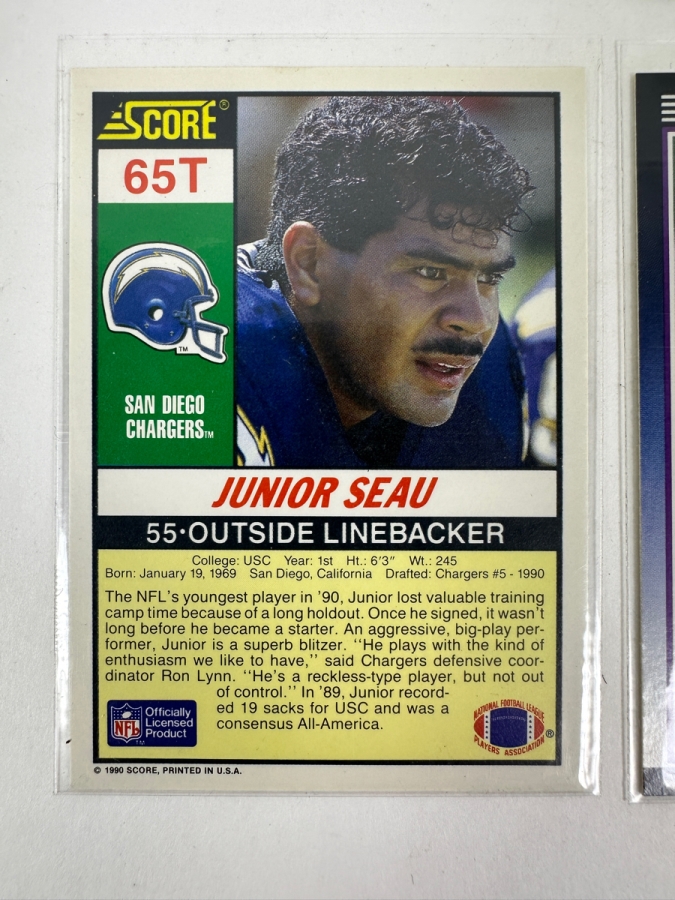 SCORE®
65T
TM
SAN DIEGO
CHARGERS TM
JUNIOR SEAU
55·OUTSIDE LINEBACKER
College: USC Year: 1st Ht.: 6'3" Wt.: 245
Born: January 19, 1969 San Diego, California Drafted: Chargers #5 - 1990
The NFL's youngest player in '90, Junior lost valuable training
camp time because of a long holdout. Once he signed, it wasn't
long before he became a starter. An aggressive, big-play per-
former, Junior is a superb blitzer. "He plays with the kind of
enthusiasm we like to have," said Chargers defensive coor-
dinator Ron Lynn. "He's a reckless-type player, but not out
of control." In '89, Junior record-
ed 19 sacks for USC and was a
consensus All-America.
NFL
Officially
Licensed
Product
TM
NATIONAL FOOTBALL LEAGUE
PLAYERS ASSOCIATION
®
© 1990 SCORE, PRINTED IN U.S.A.